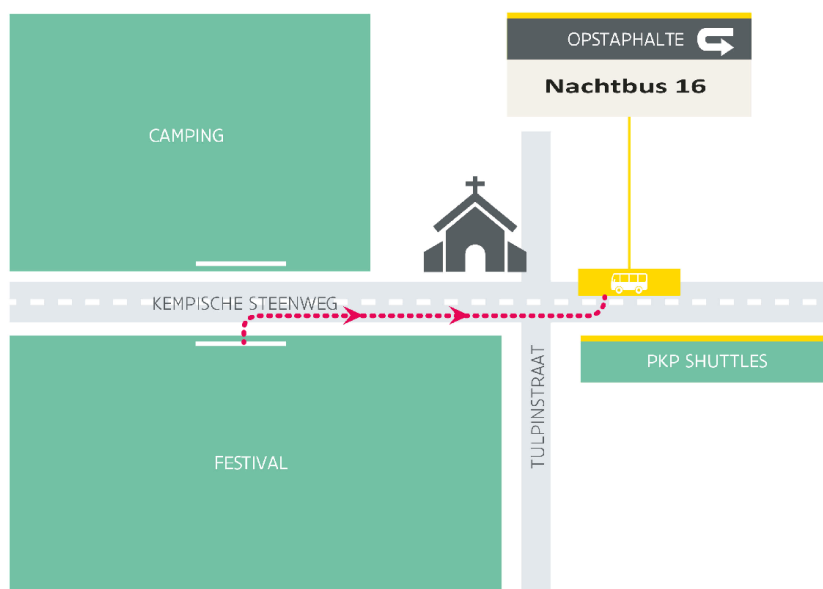 OPSTAPHALTE
Nachtbus 16
CAMPING
KEMPISCHE STEENWEG
TULPINSTRAAT
PKP SHUTTLES
FESTIVAL